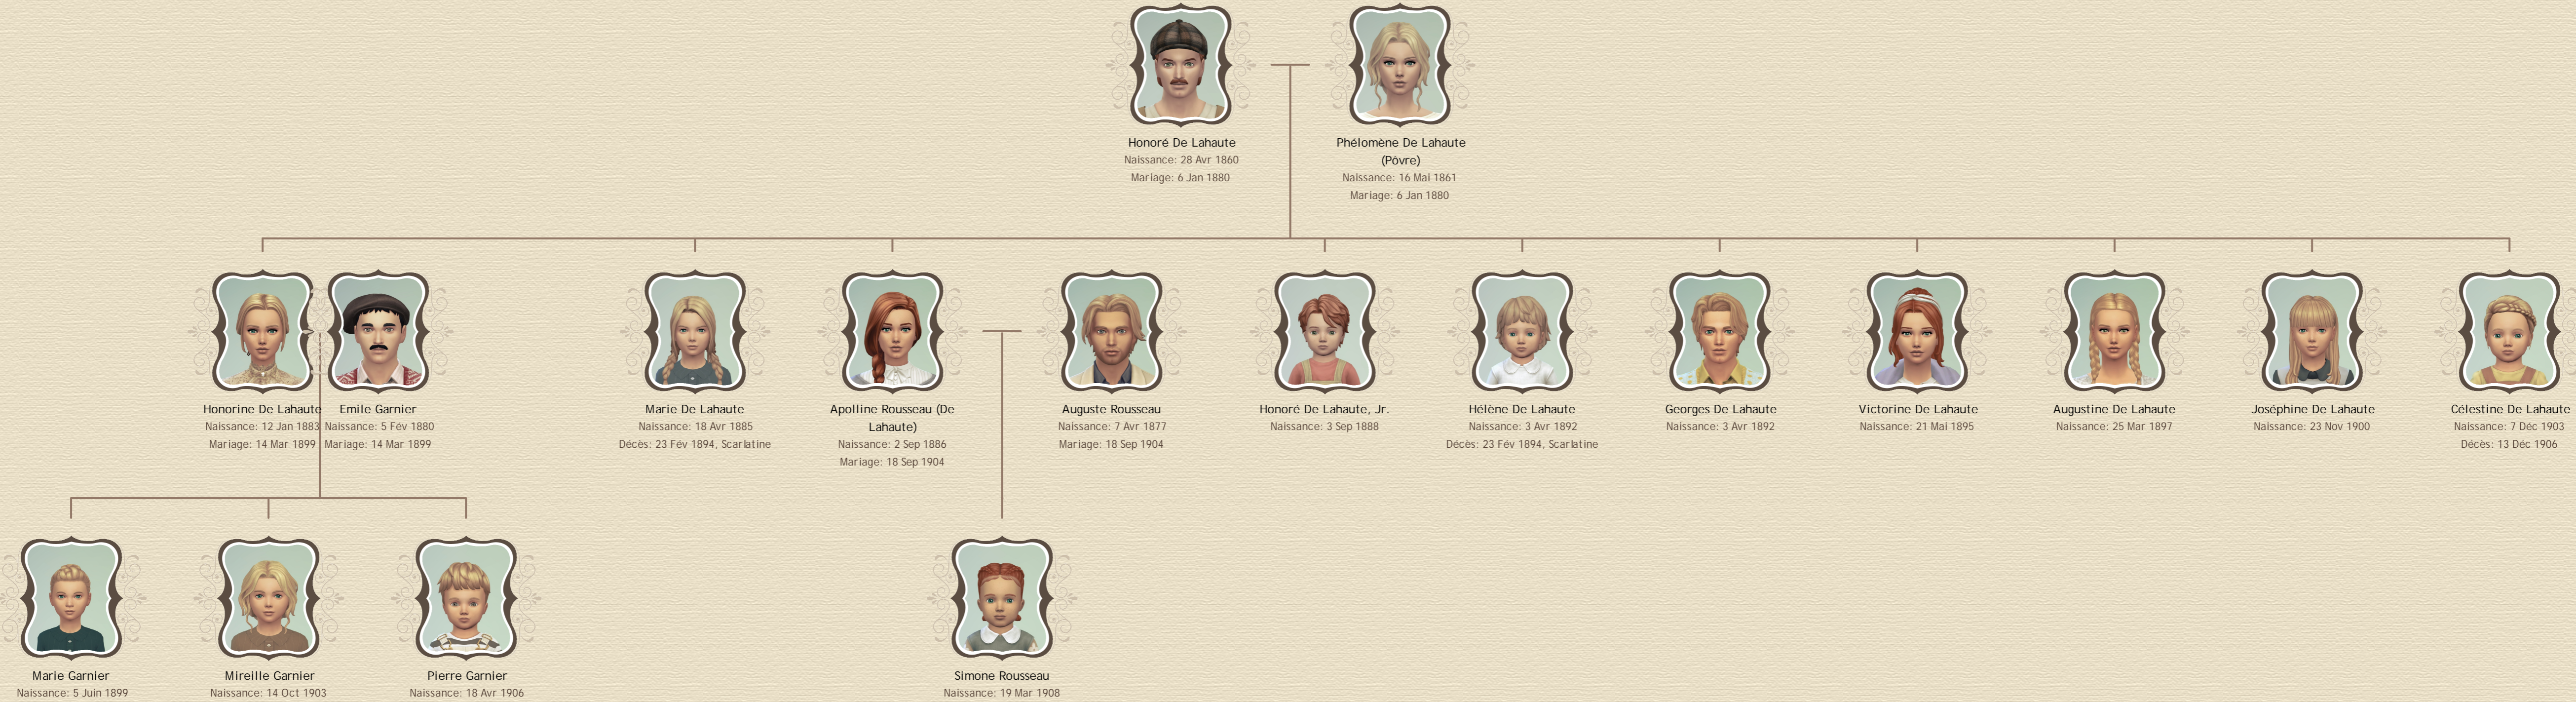 Honoré De Lahaute
Naissance: 28 Avr 1860
Mariage: 6 Jan 1880
Phélomène De Lahaute
(Pôvre)
Naissance: 16 Mai 1861
Mariage: 6 Jan 1880
Honorine De Lahaute
Naissance: 12 Jan 1883
Mariage: 14 Mar 1899
Emile Garnier
Naissance: 5 Fév 1880
Mariage: 14 Mar 1899
Marie De Lahaute
Naissance: 18 Avr 1885
Décès: 23 Fév 1894, Scarlatine
Apolline Rousseau (De
Lahaute)
Naissance: 2 Sep 1886
Mariage: 18 Sep 1904
Auguste Rousseau
Naissance: 7 Avr 1877
Mariage: 18 Sep 1904
Honoré De Lahaute, Jr.
Naissance: 3 Sep 1888
Hélène De Lahaute
Naissance: 3 Avr 1892
Décès: 23 Fév 1894, Scarlatine
Georges De Lahaute
Naissance: 3 Avr 1892
Victorine De Lahaute
Naissance: 21 Mai 1895
Augustine De Lahaute
Naissance: 25 Mar 1897
Joséphine De Lahaute
Naissance: 23 Nov 1900
Célestine De Lahaute
Naissance: 7 Déc 1903
Décès: 13 Déc 1906
Marie Garnier
Naissance: 5 Juin 1899
Mireille Garnier
Naissance: 14 Oct 1903
Pierre Garnier
Naissance: 18 Avr 1906
Simone Rousseau
Naissance: 19 Mar 1908